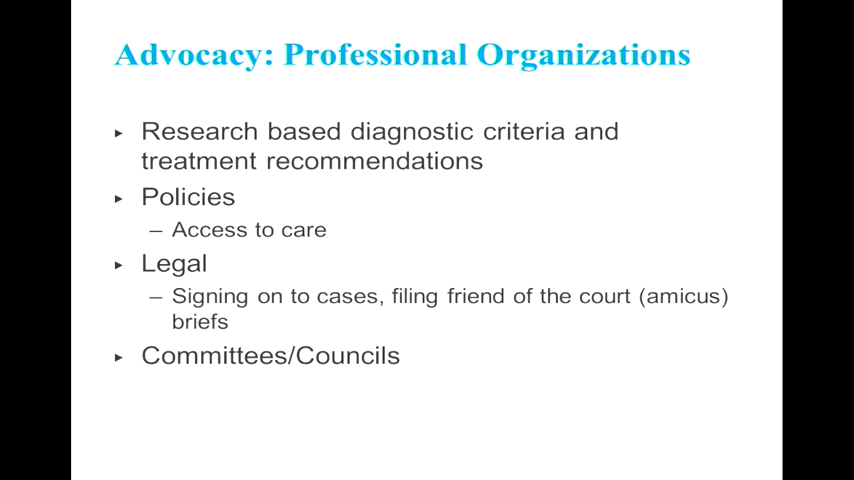 Advocacy: Professional Organizations
▸ Research based diagnostic criteria and
treatment recommendations
▸ Policies
– Access to care
▸ Legal
– Signing on to cases, filing friend of the court (amicus)
briefs
▸ Committees/Councils